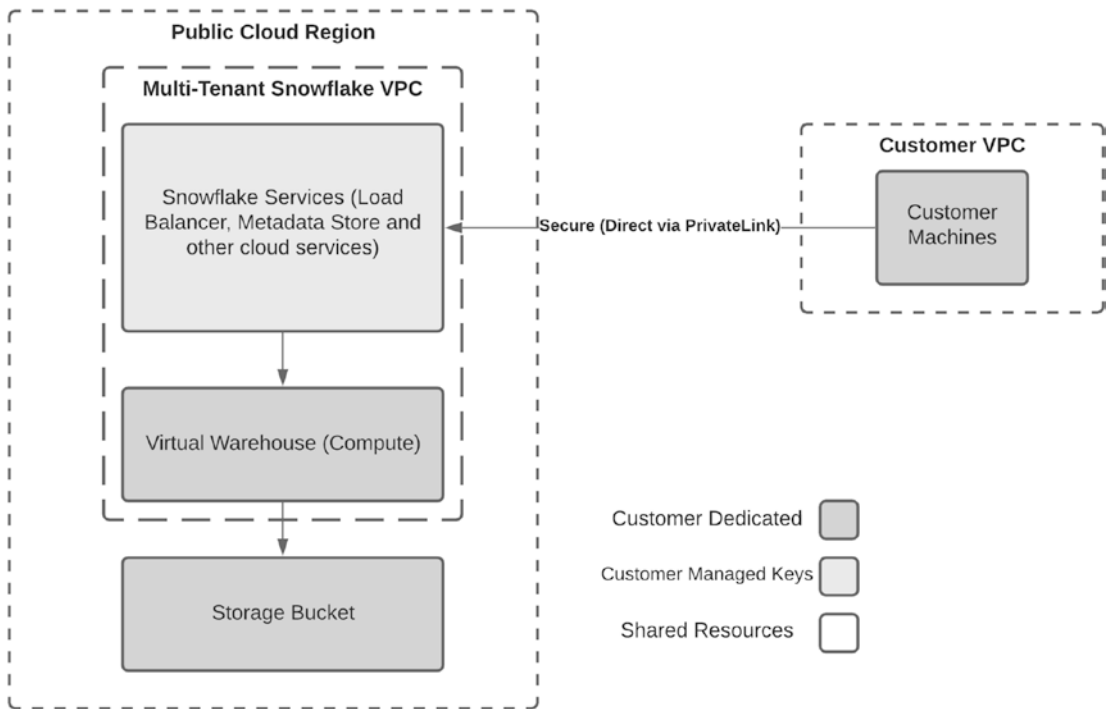 Public Cloud Region
Multi-Tenant Snowflake VPC
Snowflake Services (Load
Balancer, Metadata Store and
other cloud services)
Secure (Direct via PrivateLink)
Customer VPC
Customer
Machines
Virtual Warehouse (Compute)
Storage Bucket
Customer Dedicated
Customer Managed Keys
Shared Resources